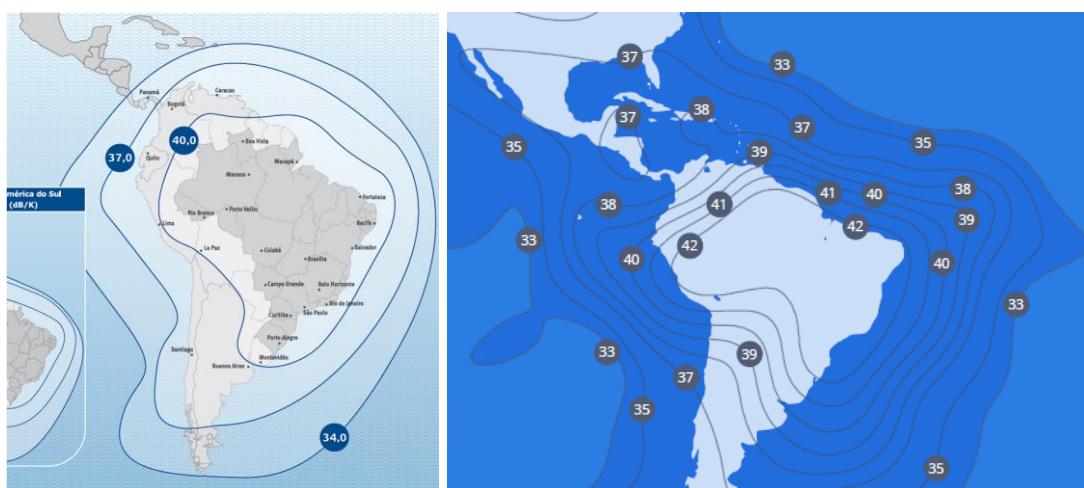 Panamá
Caracas
Bogotá
40,0
Boa Vista
37,0
Quito
Macapá
Manaus
mérica do Sul
(dB/K)
Fortaleza
Porto Velho
Rio Branco
Recife
Lima
La Paz
Cuiabá
Salvador
Brasília
Campo Grande
Belo Horizonte
Rio de Janeiro
São Paulo
Curitiba
Porto Alegre
Santiago
Montevidéu
Buenos Aires
34,0
37
33
38
37
37
35
35
39
41
40
38
38
41
39
42
33
42
40
40
33
33
39
37
35
35